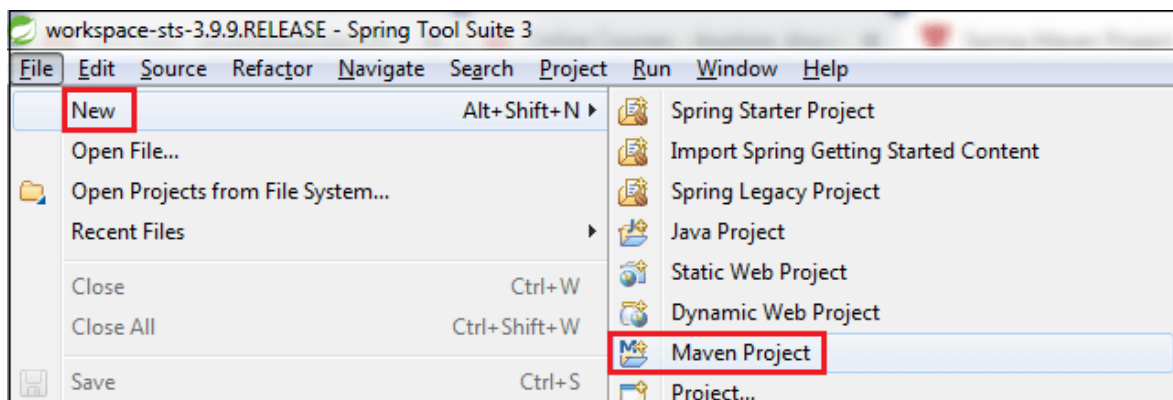 workspace-sts-3.9.9.RELEASE - Spring Tool Suite 3
File Edit Source Refactor Navigate Search Project Run Window Help
New Alt+Shift+N
Open File...
Open Projects from File System...
Recent Files
Close Ctrl+W
Close All Ctrl+Shift+W
Save Ctrl+S
Spring Starter Project
Import Spring Getting Started Content
Spring Legacy Project
Java Project
Static Web Project
Dynamic Web Project
Maven Project
Project...